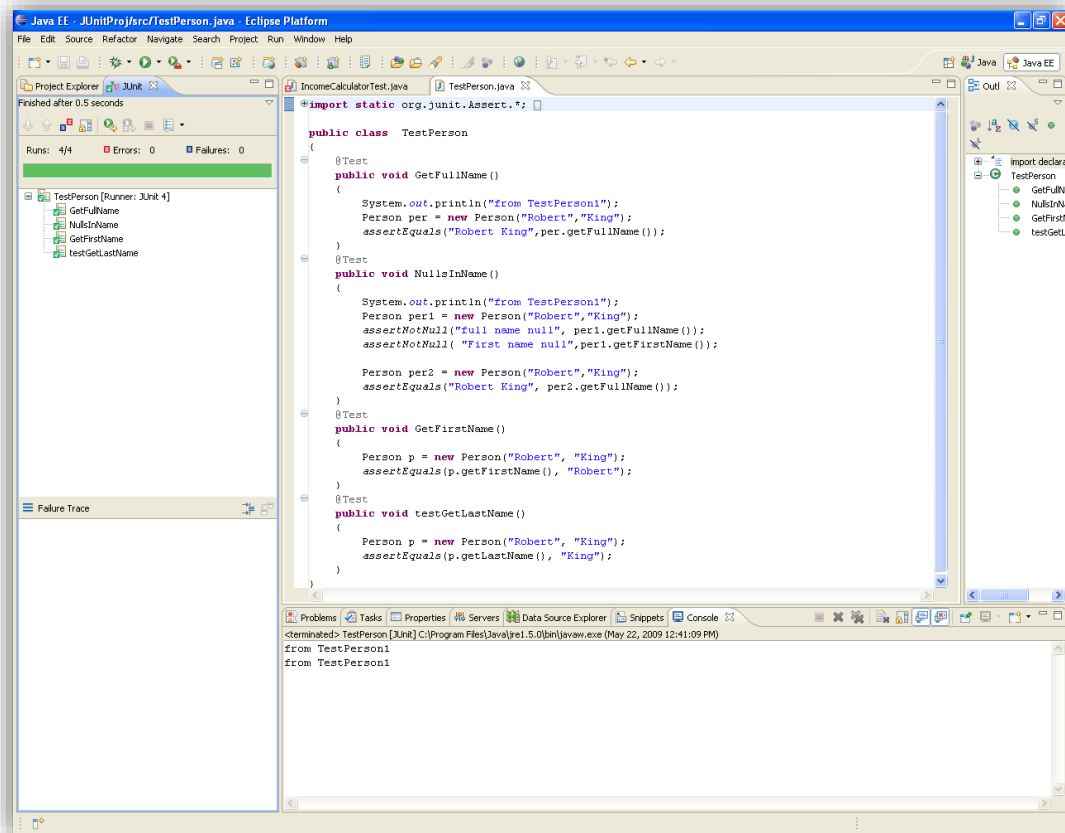 Java EE - JUnitProj/src/TestPerson.java - Eclipse Platform
File Edit Source Refactor Navigate Search Project Run Window Help
Java Java EE
Project Explorer JUnit
Finished after 0.5 seconds
Runs: 4/4 Errors: 0 Failures: 0
TestPerson [Runner: JUnit 4]
GetFullName
NullsInName
GetFirstName
testGetLastName
Failure Trace
IncomeCalculatorTest.java TestPerson.java
import static org.junit.Assert.*;
public class TestPerson
{
@Test
public void GetFullName()
{
System.out.println("from TestPerson1");
Person per = new Person("Robert","King");
assertEquals("Robert King",per.getFullName());
}
@Test
public void NullsInName()
{
System.out.println("from TestPerson1");
Person per1 = new Person("Robert","King");
assertNotNull("full name null", per1.getFullName());
assertNotNull( "First name null",per1.getFirstName());
Person per2 = new Person("Robert","King");
assertEquals("Robert King", per2.getFullName());
}
@Test
public void GetFirstName()
{
Person p = new Person("Robert", "King");
assertEquals(p.getFirstName(), "Robert");
}
@Test
public void testGetLastName()
{
Person p = new Person("Robert", "King");
assertEquals(p.getLastName(), "King");
}
}
Outl
import declara
TestPerson
GetFullN
NullsInN
GetFirstN
testGetL
Problems Tasks Properties Servers Data Source Explorer Snippets Console
<terminated> TestPerson [JUnit] C:\Program Files\Java\jre1.5.0\bin\javaw.exe (May 22, 2009 12:41:09 PM)
from TestPerson1
from TestPerson1